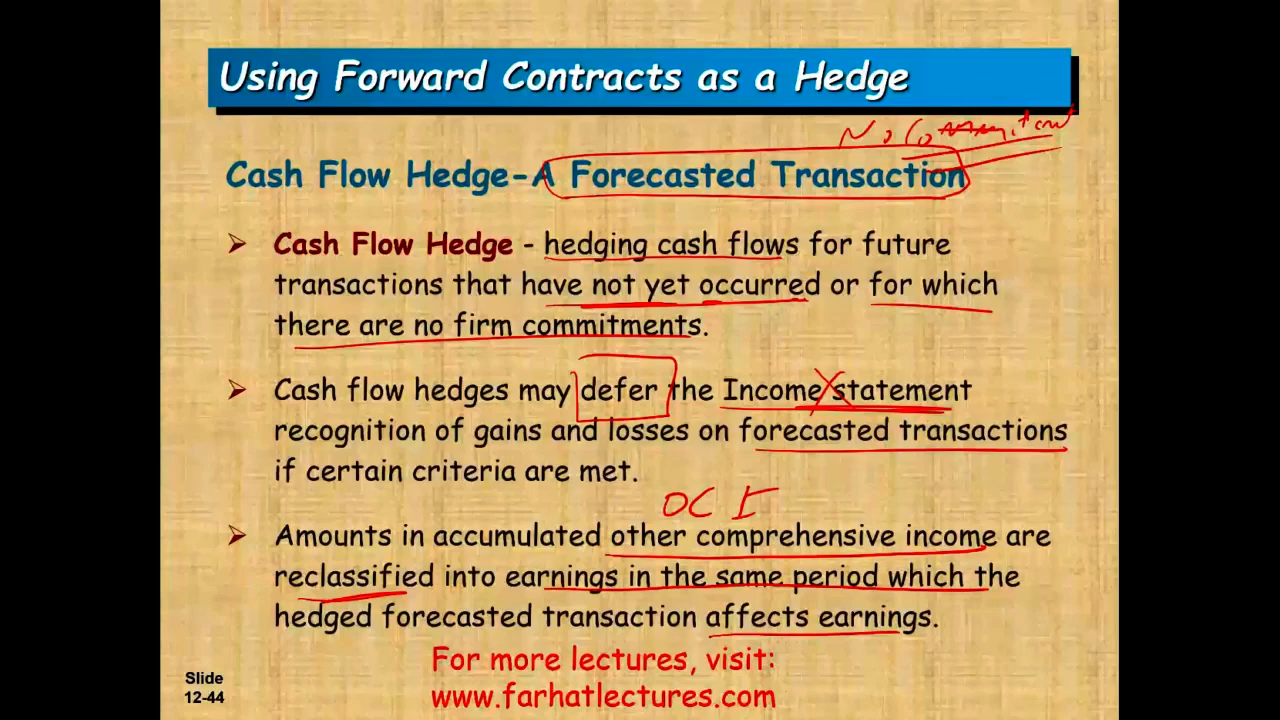 Using Forward Contracts as a Hedge
No Commitment
Cash Flow Hedge-A Forecasted Transaction
Cash Flow Hedge - hedging cash flows for future
transactions that have not yet occurred or for which
there are no firm commitments.
Cash flow hedges may defer the Income statement
recognition of gains and losses on forecasted transactions
if certain criteria are met.
OCI
Amounts in accumulated other comprehensive income are
reclassified into earnings in the same period which the
hedged forecasted transaction affects earnings.
For more lectures, visit:
www.farhatlectures.com
Slide
12-44